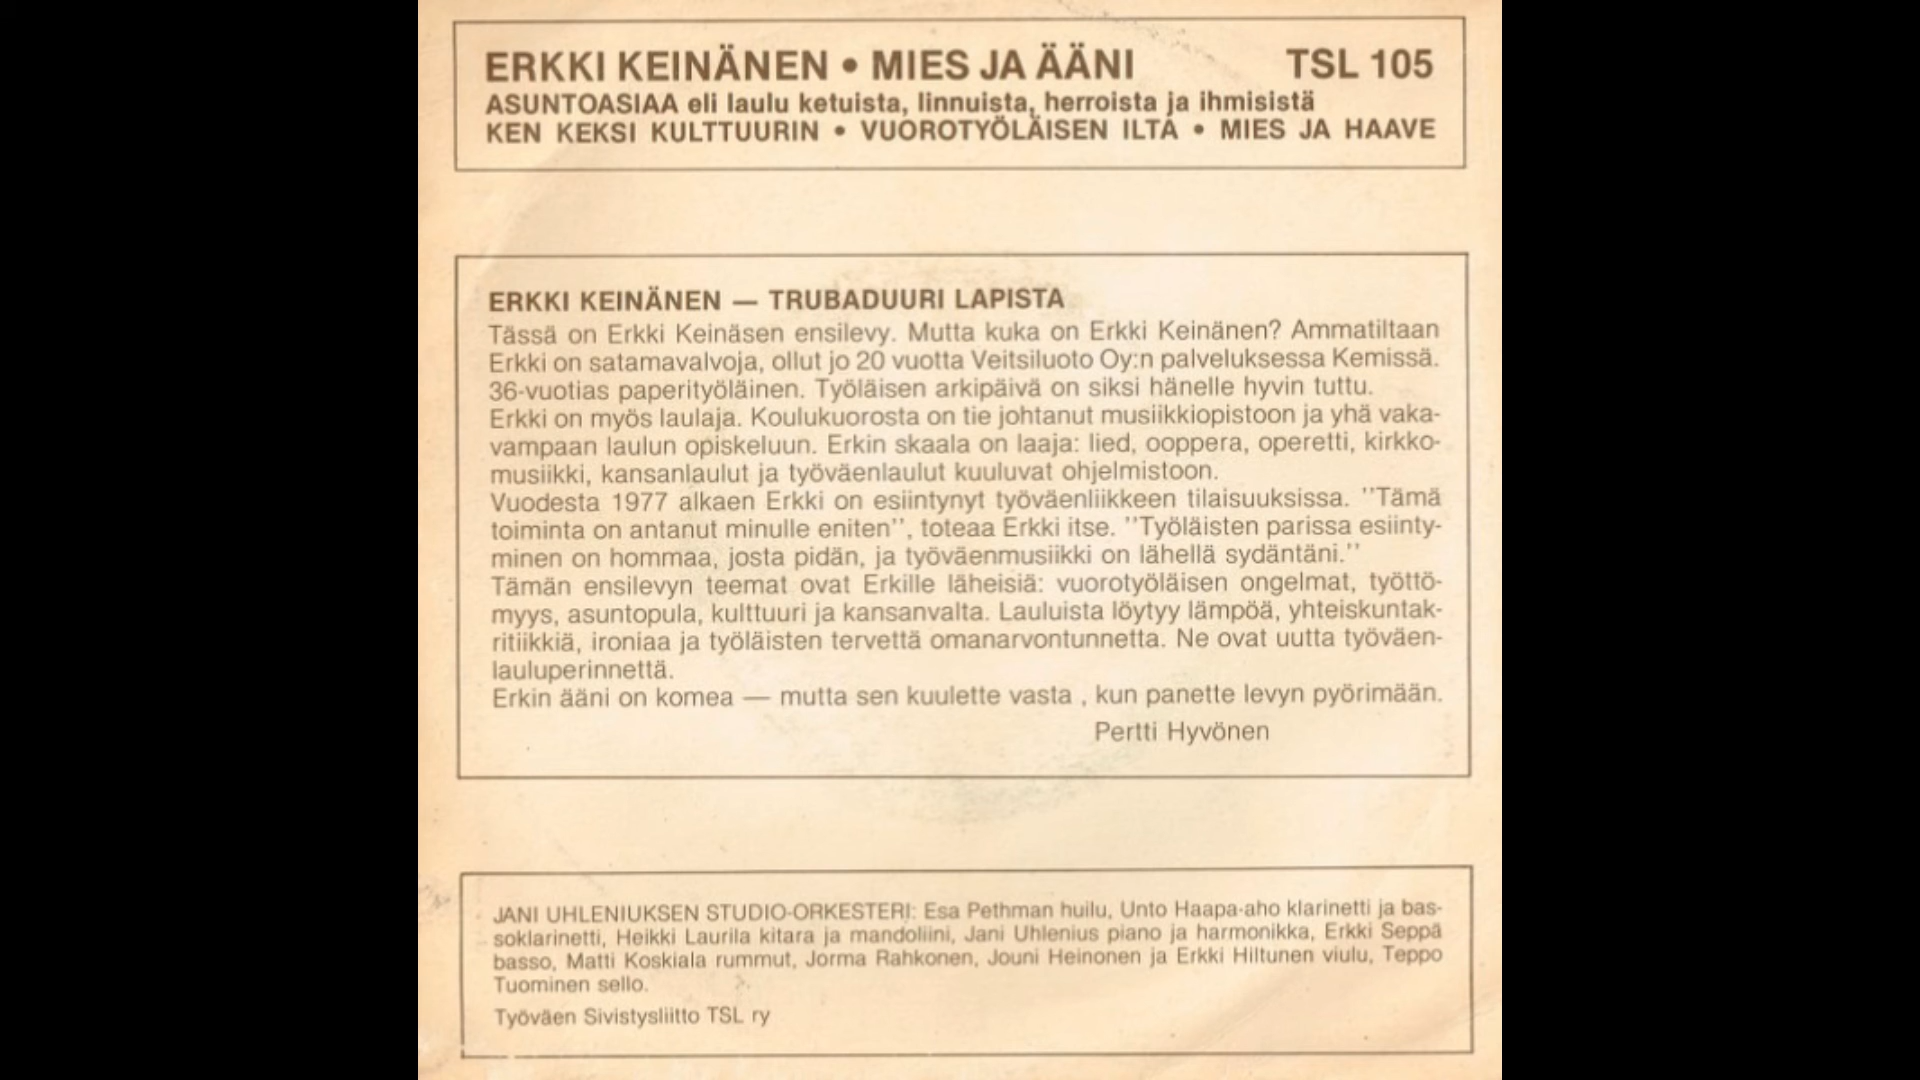 ERKKI KEINÄNEN • MIES JA ÄÄNI TSL 105
ASUNTOASIAA eli laulu ketuista, linnuista, herroista ja ihmisistä
KEN KEKSI KULTTUURIN • VUOROTYÖLÄISEN ILTA • MIES JA HAAVE
ERKKI KEINÄNEN — TRUBADUURI LAPISTA
Tässä on Erkki Keinäsen ensilevy. Mutta kuka on Erkki Keinänen? Ammatiltaan
Erkki on satamavalvoja, ollut jo 20 vuotta Veitsiluoto Oy:n palveluksessa Kemissä.
36-vuotias paperityöläinen. Työläisen arkipäivä on siksi hänelle hyvin tuttu.
Erkki on myös laulaja. Koulukuorosta on tie johtanut musiikkiopistoon ja yhä vaka-
vampaan laulun opiskeluun. Erkin skaala on laaja: lied, ooppera, operetti, kirkko-
musiikki, kansanlaulut ja työväenlaulut kuuluvat ohjelmistoon.
Vuodesta 1977 alkaen Erkki on esiintynyt työväenliikkeen tilaisuuksissa. ''Tämä
toiminta on antanut minulle eniten'', toteaa Erkki itse. ''Työläisten parissa esiinty-
minen on hommaa, josta pidän, ja työväenmusiikki on lähellä sydäntäni.''
Tämän ensilevyn teemat ovat Erkille läheisiä: vuorotyöläisen ongelmat, työttö-
myys, asuntopula, kulttuuri ja kansanvalta. Lauluista löytyy lämpöä, yhteiskuntak-
ritiikkiä, ironiaa ja työläisten tervettä omanarvontunnetta. Ne ovat uutta työväen-
lauluperinnettä.
Erkin ääni on komea — mutta sen kuulette vasta , kun panette levyn pyörimään.
Pertti Hyvönen
JANI UHLENIUKSEN STUDIO-ORKESTERI: Esa Pethman huilu, Unto Haapa-aho klarinetti ja bas-
soklarinetti, Heikki Laurila kitara ja mandoliini, Jani Uhlenius piano ja harmonikka, Erkki Seppä
basso, Matti Koskiala rummut, Jorma Rahkonen, Jouni Heinonen ja Erkki Hiltunen viulu, Teppo
Tuominen sello.
Työväen Sivistysliitto TSL ry